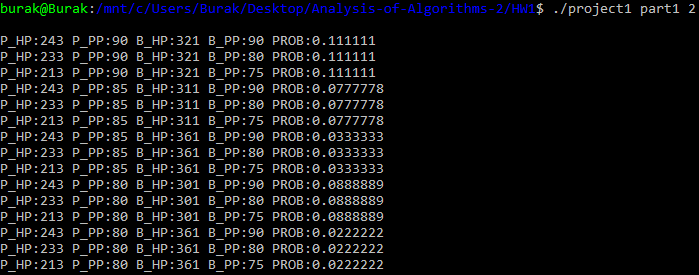 burak@Burak:/mnt/c/Users/Burak/Desktop/Analysis-of-Algorithms-2/HW1$ ./project1 part1 2
P_HP:243 P_PP:90 B_HP:321 B_PP:90 PROB:0.111111
P_HP:233 P_PP:90 B_HP:321 B_PP:80 PROB:0.111111
P_HP:213 P_PP:90 B_HP:321 B_PP:75 PROB:0.111111
P_HP:243 P_PP:85 B_HP:311 B_PP:90 PROB:0.0777778
P_HP:233 P_PP:85 B_HP:311 B_PP:80 PROB:0.0777778
P_HP:213 P_PP:85 B_HP:311 B_PP:75 PROB:0.0777778
P_HP:243 P_PP:85 B_HP:361 B_PP:90 PROB:0.0333333
P_HP:233 P_PP:85 B_HP:361 B_PP:80 PROB:0.0333333
P_HP:213 P_PP:85 B_HP:361 B_PP:75 PROB:0.0333333
P_HP:243 P_PP:80 B_HP:301 B_PP:90 PROB:0.0888889
P_HP:233 P_PP:80 B_HP:301 B_PP:80 PROB:0.0888889
P_HP:213 P_PP:80 B_HP:301 B_PP:75 PROB:0.0888889
P_HP:243 P_PP:80 B_HP:361 B_PP:90 PROB:0.0222222
P_HP:233 P_PP:80 B_HP:361 B_PP:80 PROB:0.0222222
P_HP:213 P_PP:80 B_HP:361 B_PP:75 PROB:0.0222222